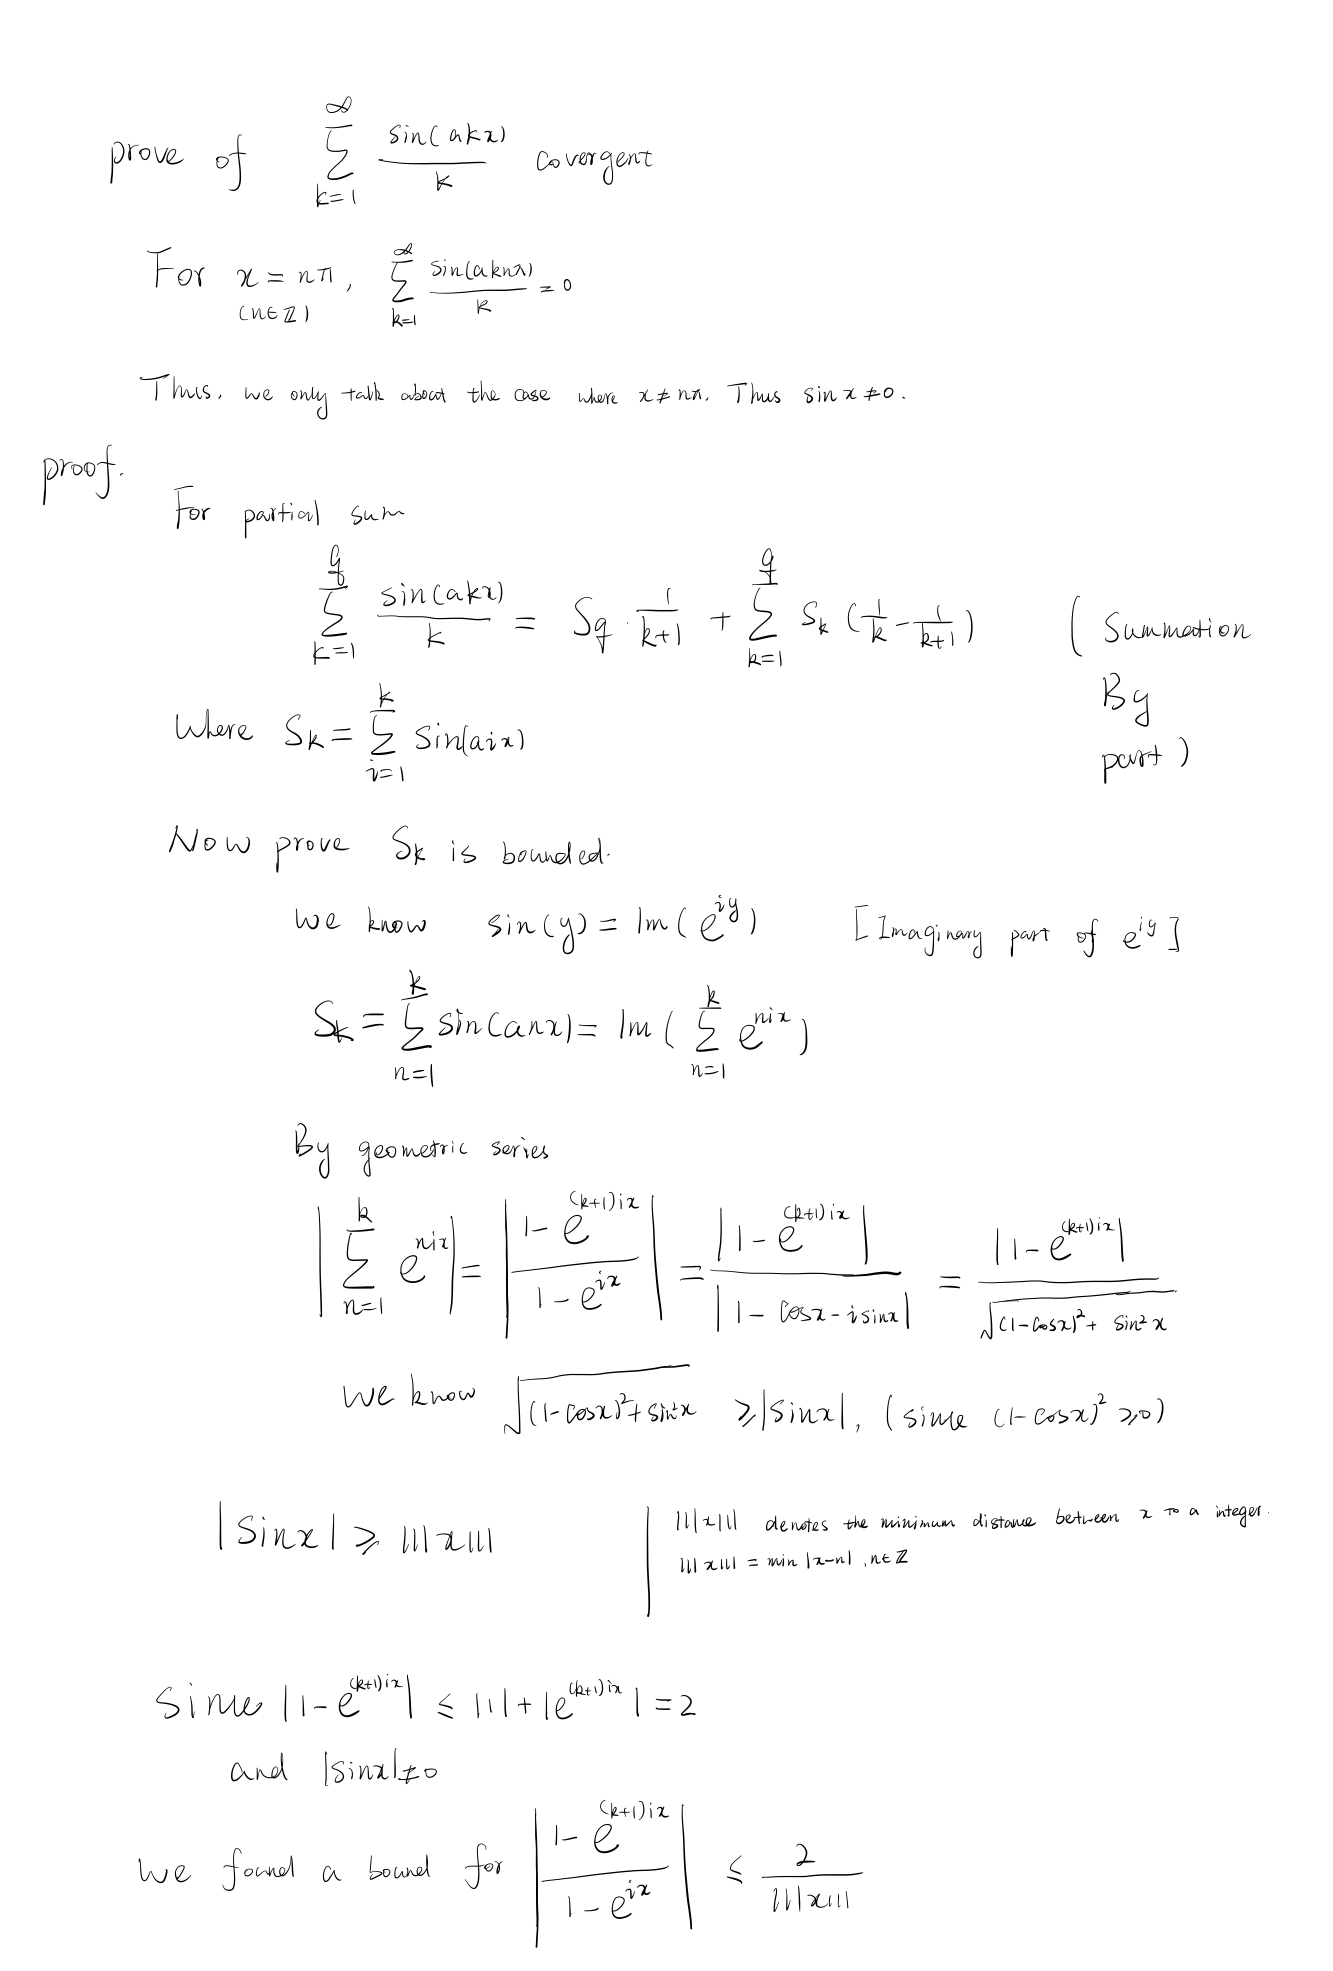 prove of $\sum_{k=1}^{\infty} \frac{\sin(akx)}{k}$ covergent
For $x = n\pi$, $\sum_{k=1}^{\infty} \frac{\sin(akn\pi)}{k} = 0$
$(n \in \mathbb{Z})$
Thus, we only talk about the case where $x \neq n\pi$. Thus $\sin x \neq 0$.
proof.
For partial sum
$\sum_{k=1}^{q} \frac{\sin(akx)}{k} = S_q \cdot \frac{1}{k+1} + \sum_{k=1}^{q} S_k (\frac{1}{k} - \frac{1}{k+1})$ (Summation
By
part)
where $S_k = \sum_{i=1}^{k} \sin(aix)$
Now prove $S_k$ is bounded.
we know $\sin(y) = Im(e^{iy})$ [Imaginary part of $e^{iy}$]
$S_k = \sum_{n=1}^{k} \sin(anx) = Im(\sum_{n=1}^{k} e^{nix})$
By geometric series
$\left| \sum_{n=1}^{k} e^{nix} \right| = \left| \frac{1 - e^{(k+1)ix}}{1 - e^{ix}} \right| = \frac{|1 - e^{(k+1)ix}|}{|1 - \cos x - i \sin x|} = \frac{|1 - e^{(k+1)ix}|}{\sqrt{(1 - \cos x)^2 + \sin^2 x}}$
we know $\sqrt{(1 - \cos x)^2 + \sin^2 x} \geq |\sin x|$, (since $(1 - \cos x)^2 \geq 0$)
$|\sin x| \geq |||x|||$
$|||x|||$ denotes the minimum distance between $x$ to a integer.
$|||x||| = \min |x - n|, n \in \mathbb{Z}$
Since $|1 - e^{(k+1)ix}| \leq |1| + |e^{(k+1)ix}| = 2$
and $|\sin x| \neq 0$
we found a bound for $\left| \frac{1 - e^{(k+1)ix}}{1 - e^{ix}} \right| \leq \frac{2}{|||x|||}$